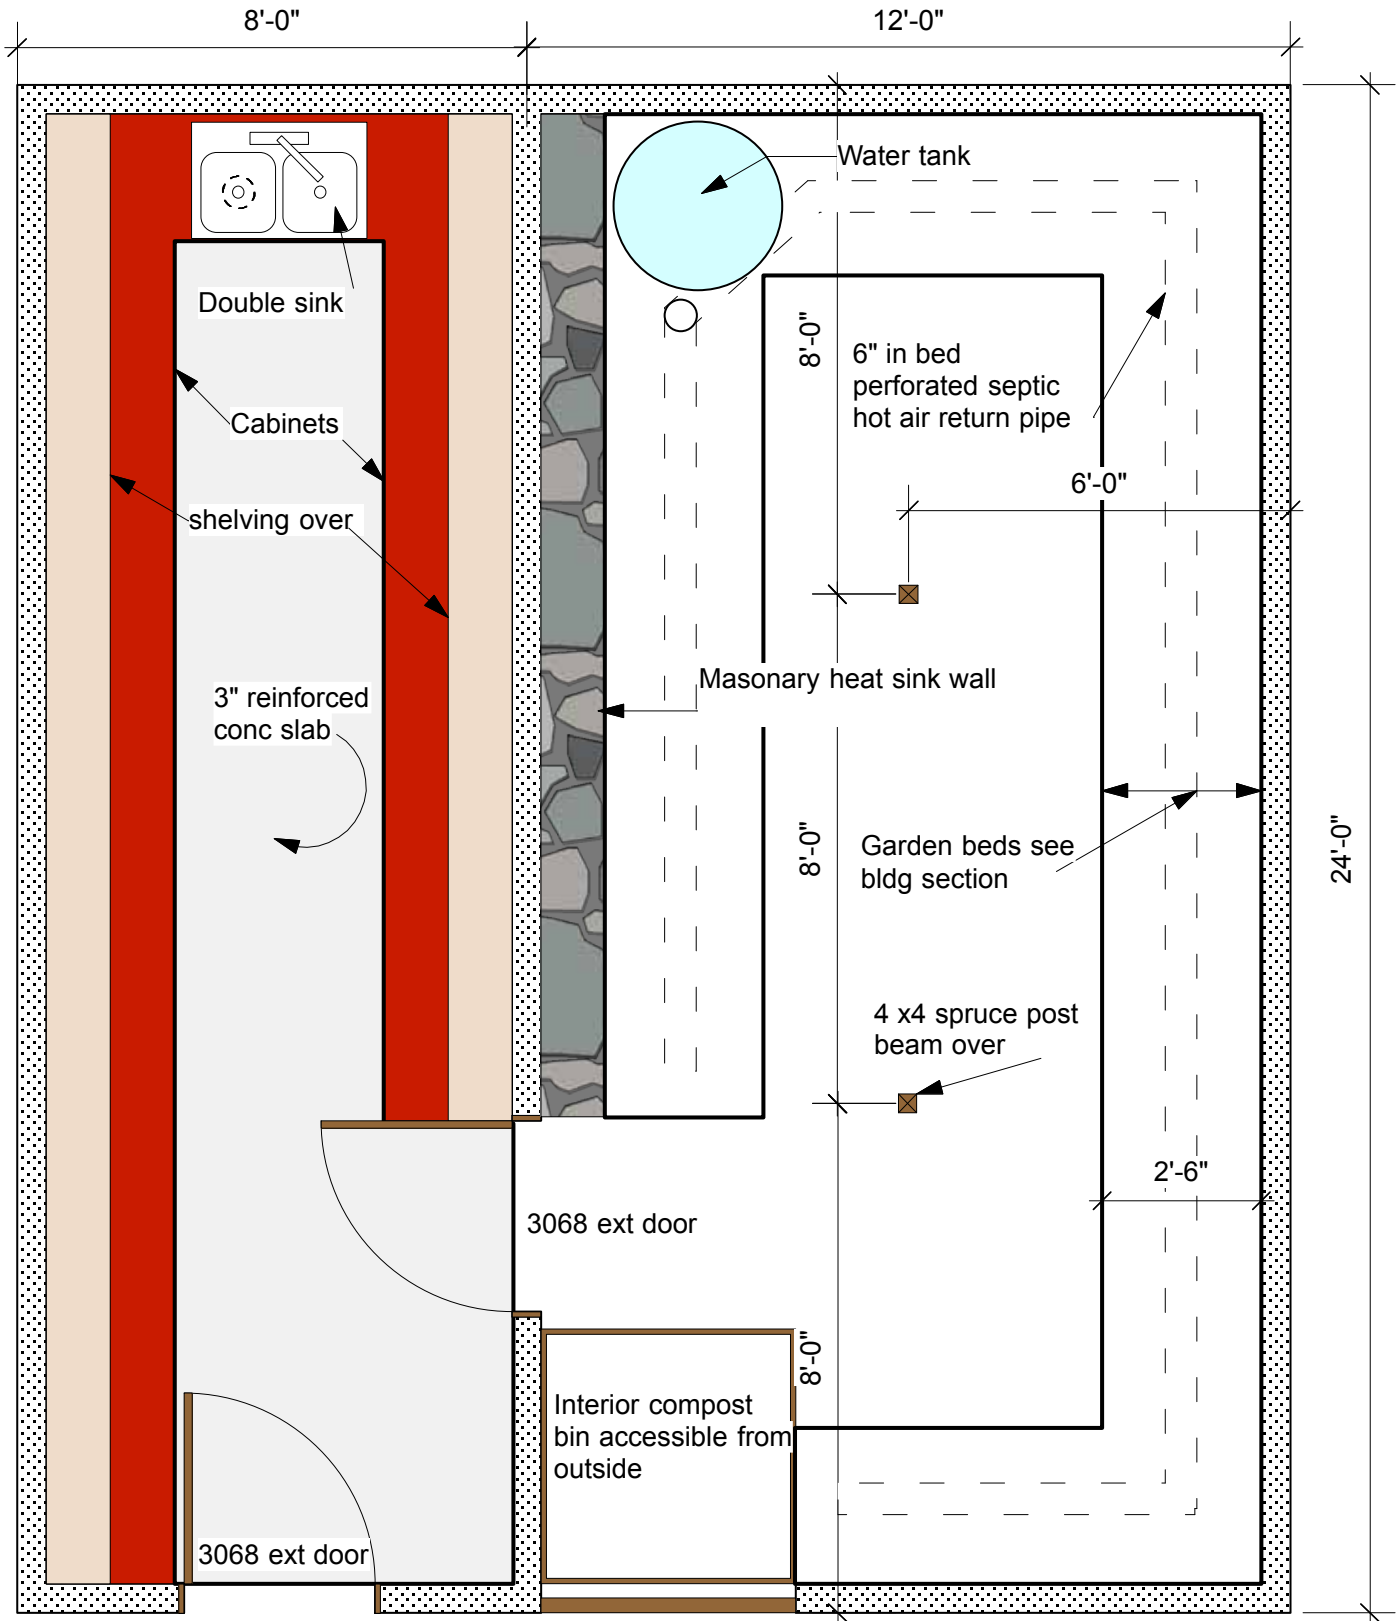 8'-0"
12'-0"
Water tank
Double sink
8'-0"
6" in bed
perforated septic
hot air return pipe
Cabinets
6'-0"
shelving over
Masonary heat sink wall
3" reinforced
conc slab
8'-0"
Garden beds see
bldg section
24'-0"
4 x4 spruce post
beam over
2'-6"
3068 ext door
8'-0"
Interior compost
bin accessible from
outside
3068 ext door